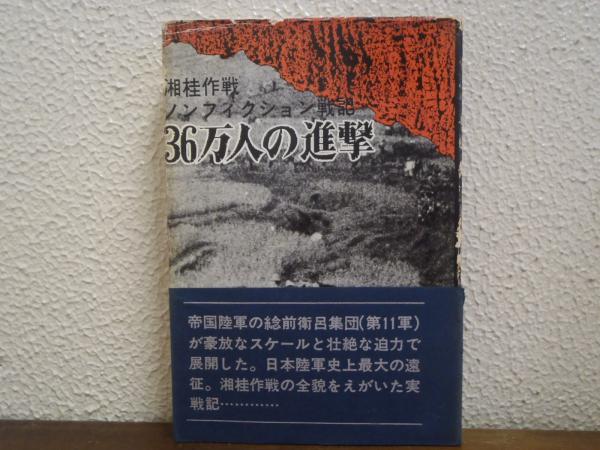 湘桂作戦
ノンフィクション戦記
36万人の進撃
帝国陸軍の総前衛呂集団(第11軍)
が豪放なスケールと壮絶な迫力で
展開した。日本陸軍史上最大の遠
征。湘桂作戦の全貌をえがいた実
戦記…………